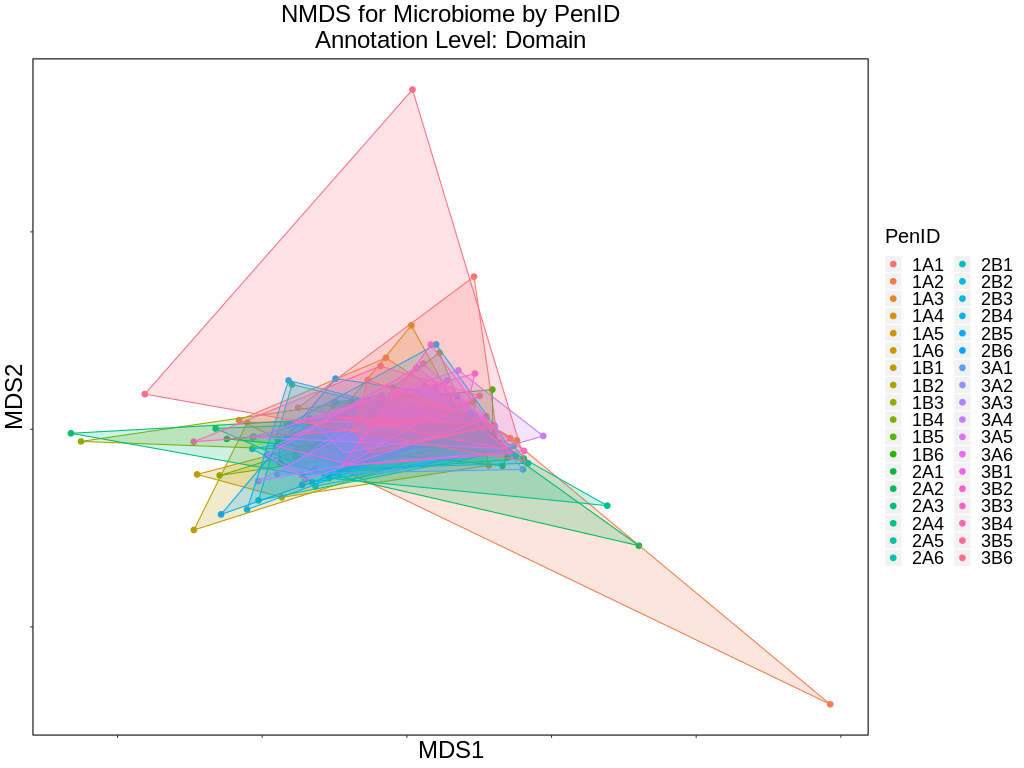 NMDS for Microbiome by PenID
Annotation Level: Domain
MDS2
MDS1
PenID
1A1
1A2
1A3
1A4
1A5
1A6
1B1
1B2
1B3
1B4
1B5
1B6
2A1
2A2
2A3
2A4
2A5
2A6
2B1
2B2
2B3
2B4
2B5
2B6
3A1
3A2
3A3
3A4
3A5
3A6
3B1
3B2
3B3
3B4
3B5
3B6